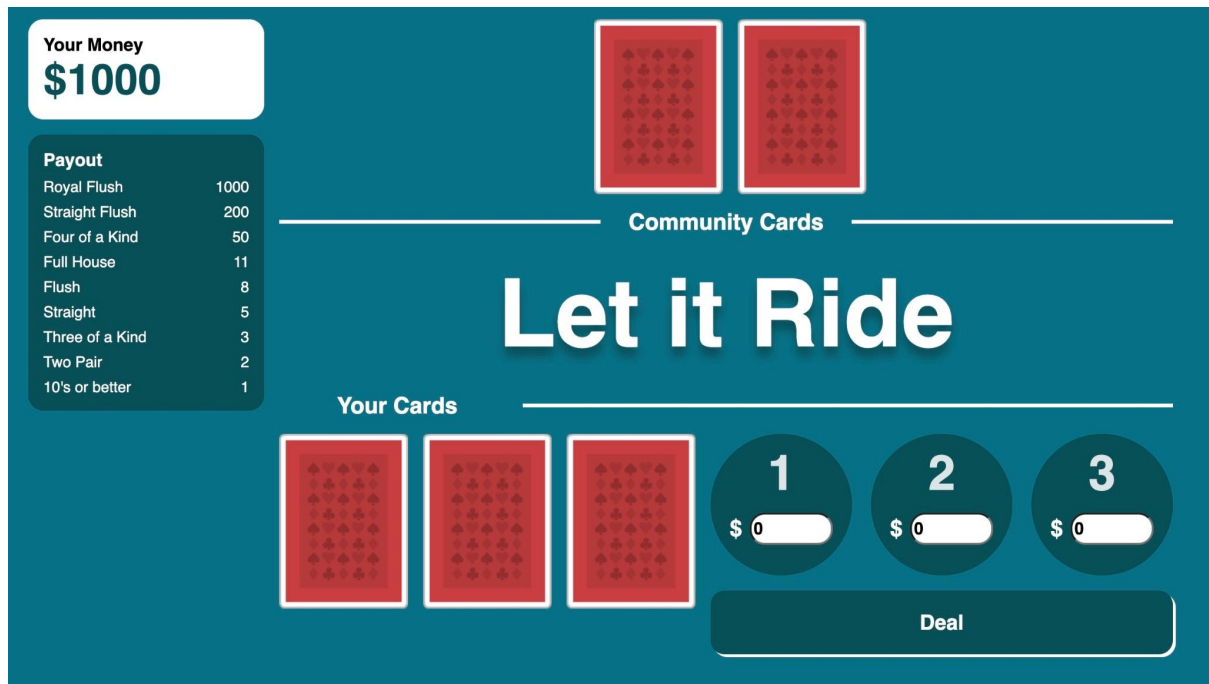 Your Money
$1000
Payout
Royal Flush 1000
Straight Flush 200
Four of a Kind 50
Full House 11
Flush 8
Straight 5
Three of a Kind 3
Two Pair 2
10's or better 1
Community Cards
Let it Ride
Your Cards
1 2 3
$ 0 $ 0 $ 0
Deal